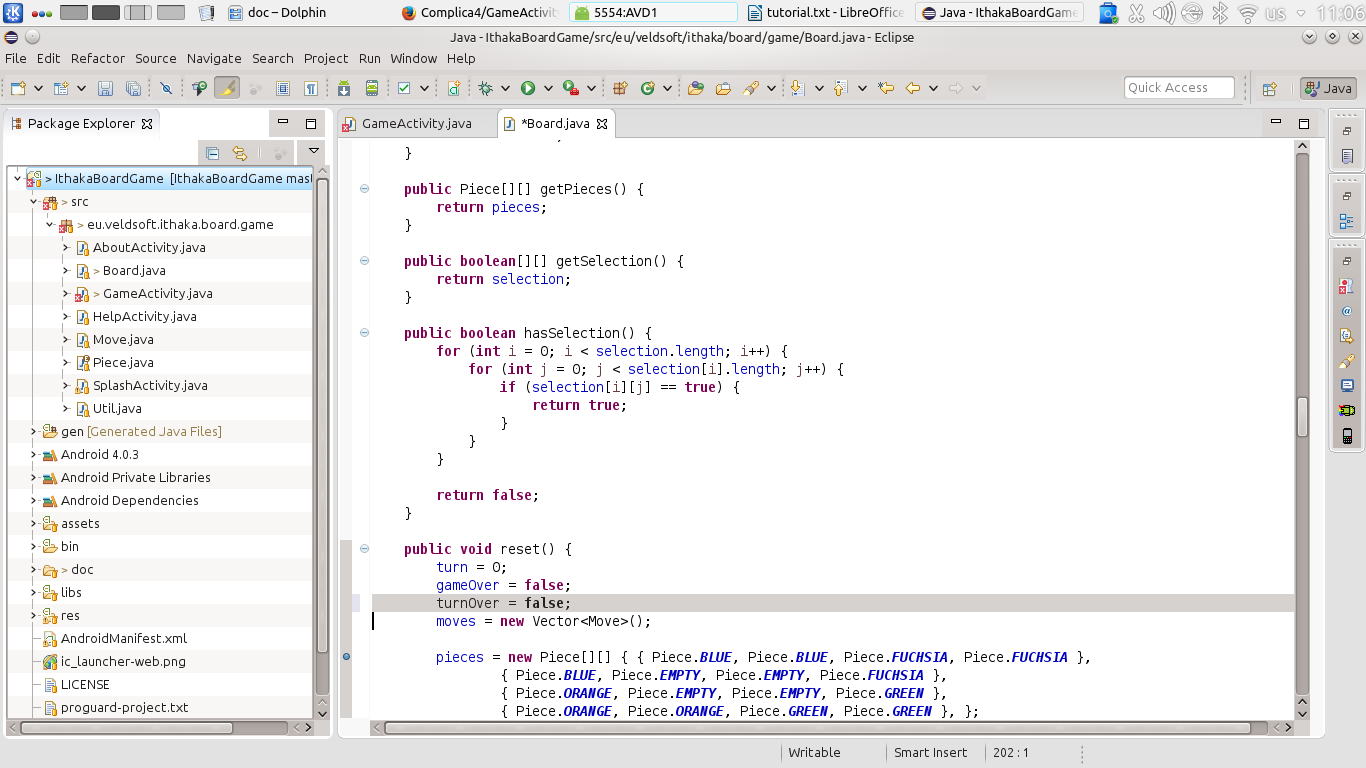 doc – Dolphin
Complica4/GameActivit
5554:AVD1
tutorial.txt - LibreOffice
Java - IthakaBoardGame
us
11:06
Java - IthakaBoardGame/src/eu/veldsoft/ithaka/board/game/Board.java - Eclipse
File Edit Refactor Source Navigate Search Project Run Window Help
Quick Access
Java
Package Explorer
GameActivity.java
*Board.java
> IthakaBoardGame [IthakaBoardGame mast
> src
> eu.veldsoft.ithaka.board.game
AboutActivity.java
> Board.java
> GameActivity.java
HelpActivity.java
Move.java
Piece.java
SplashActivity.java
Util.java
gen [Generated Java Files]
Android 4.0.3
Android Private Libraries
Android Dependencies
assets
bin
> doc
libs
res
AndroidManifest.xml
ic_launcher-web.png
LICENSE
proguard-project.txt
}
public Piece[][] getPieces() {
return pieces;
}
public boolean[][] getSelection() {
return selection;
}
public boolean hasSelection() {
for (int i = 0; i < selection.length; i++) {
for (int j = 0; j < selection[i].length; j++) {
if (selection[i][j] == true) {
return true;
}
}
}
return false;
}
public void reset() {
turn = 0;
gameOver = false;
turnOver = false;
moves = new Vector<Move>();
pieces = new Piece[][] { { Piece.BLUE, Piece.BLUE, Piece.FUCHSIA, Piece.FUCHSIA },
{ Piece.BLUE, Piece.EMPTY, Piece.EMPTY, Piece.FUCHSIA },
{ Piece.ORANGE, Piece.EMPTY, Piece.EMPTY, Piece.GREEN },
{ Piece.ORANGE, Piece.ORANGE, Piece.GREEN, Piece.GREEN }, };
Writable
Smart Insert
202 : 1